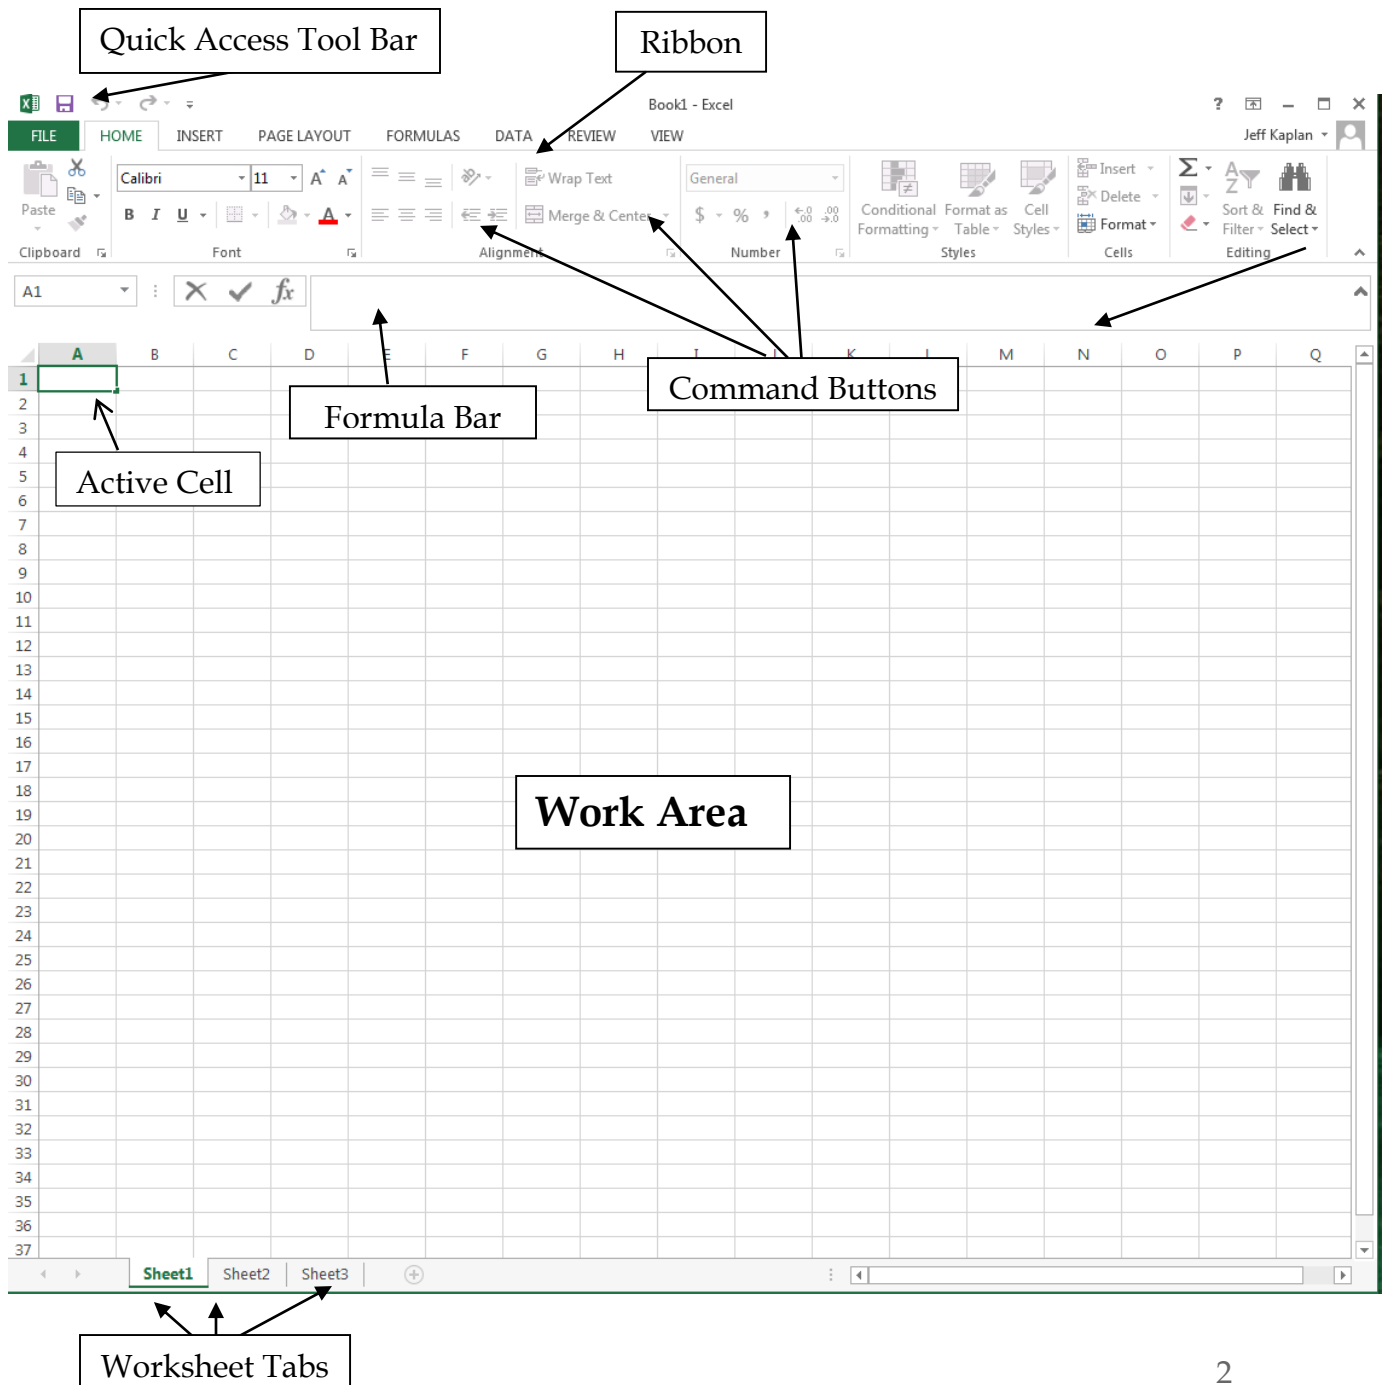 Quick Access Tool Bar
Ribbon
Book1 - Excel
FILE HOME INSERT PAGE LAYOUT FORMULAS DATA REVIEW VIEW Jeff Kaplan
Calibri 11 Wrap Text General Insert
Paste B I U Merge & Center $ % , Conditional Format as Cell Delete Sort & Find &
Formatting Table Styles Format Filter Select
Clipboard Font Alignment Number Styles Cells Editing
A1 fx
A B C D E F G H I J K L M N O P Q
1
Command Buttons
2
Formula Bar
3
4
Active Cell
5
6
7
8
9
10
11
12
13
14
15
16
17
18
Work Area
19
20
21
22
23
24
25
26
27
28
29
30
31
32
33
34
35
36
37
Sheet1 Sheet2 Sheet3
Worksheet Tabs
2